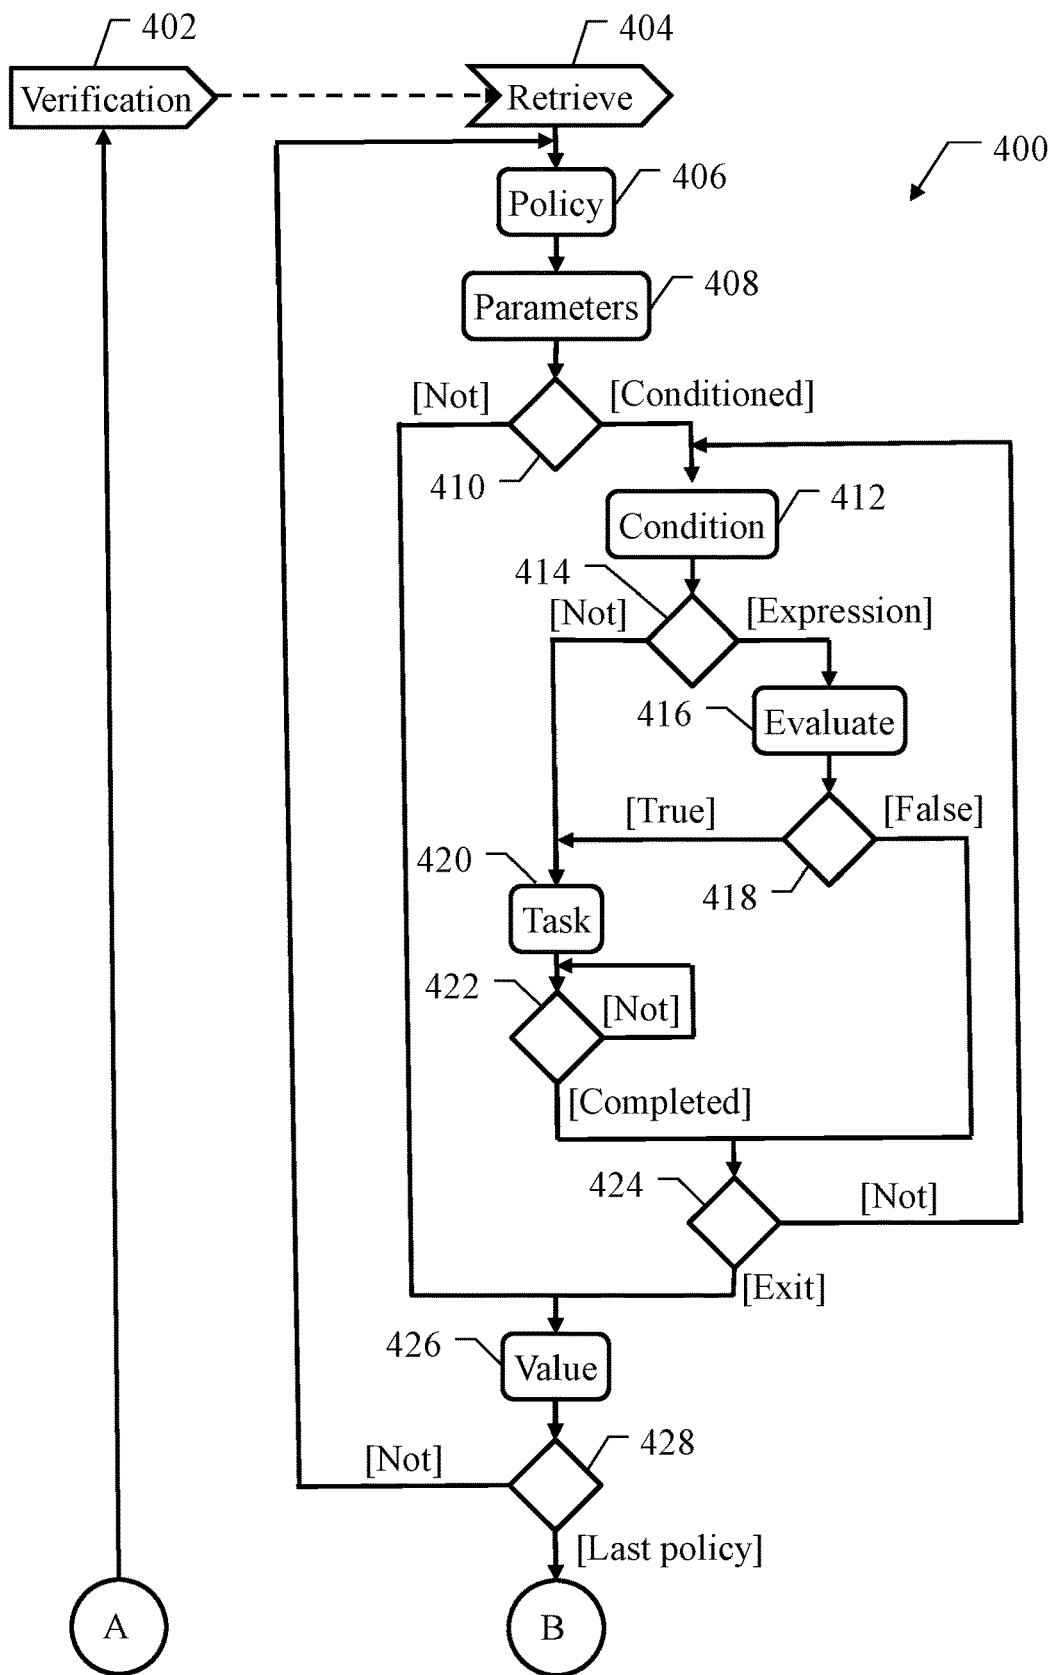 402
404
Verification
Retrieve
400
406
Policy
408
Parameters
[Not]
[Conditioned]
410
412
Condition
414
[Not]
[Expression]
416
Evaluate
[True]
[False]
420
418
Task
422
[Not]
[Completed]
424
[Not]
[Exit]
426
Value
428
[Not]
[Last policy]
A
B